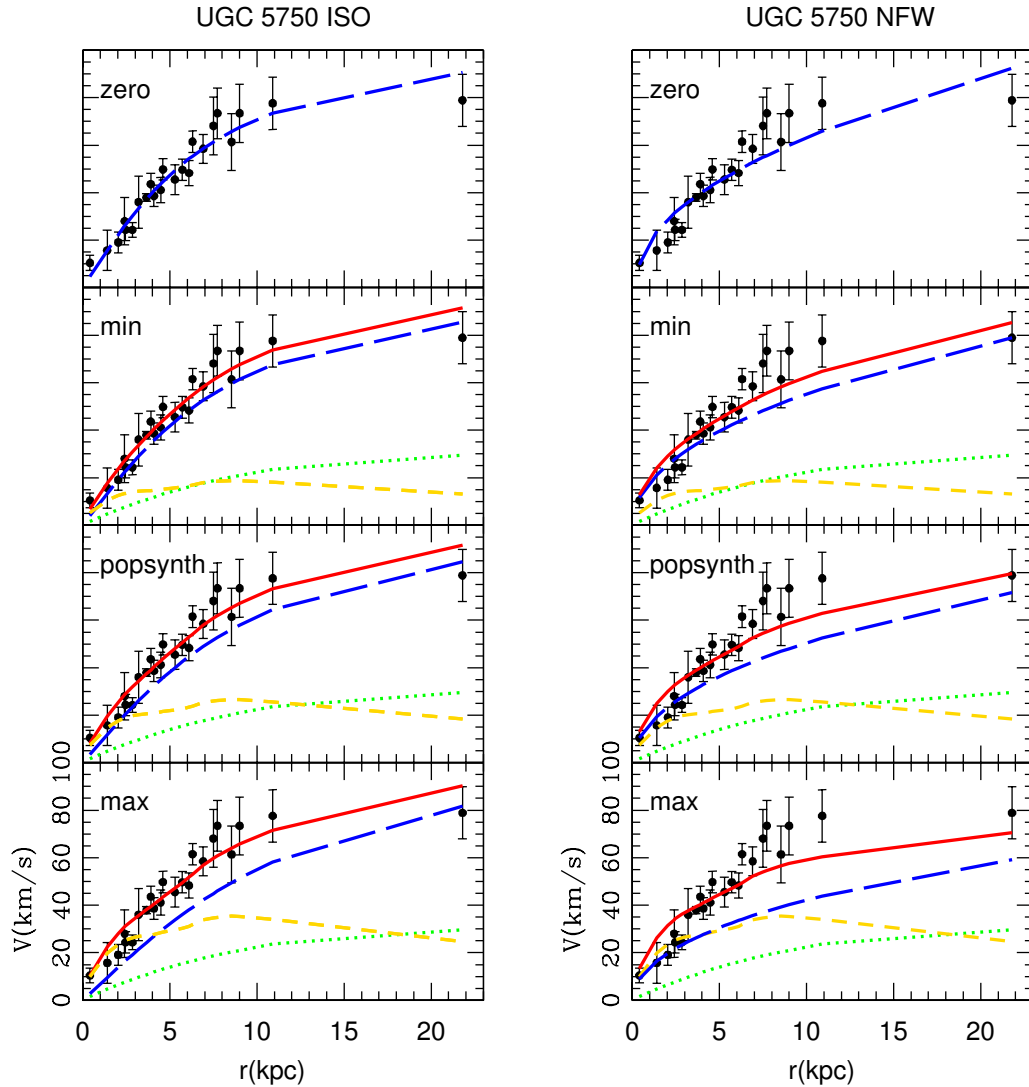 UGC 5750 ISO
UGC 5750 NFW
zero
zero
min
min
popsynth
popsynth
max
max
100
80
60
40
20
0
V(km/s)
100
80
60
40
20
0
V(km/s)
0 5 10 15 20
0 5 10 15 20
r(kpc)
r(kpc)